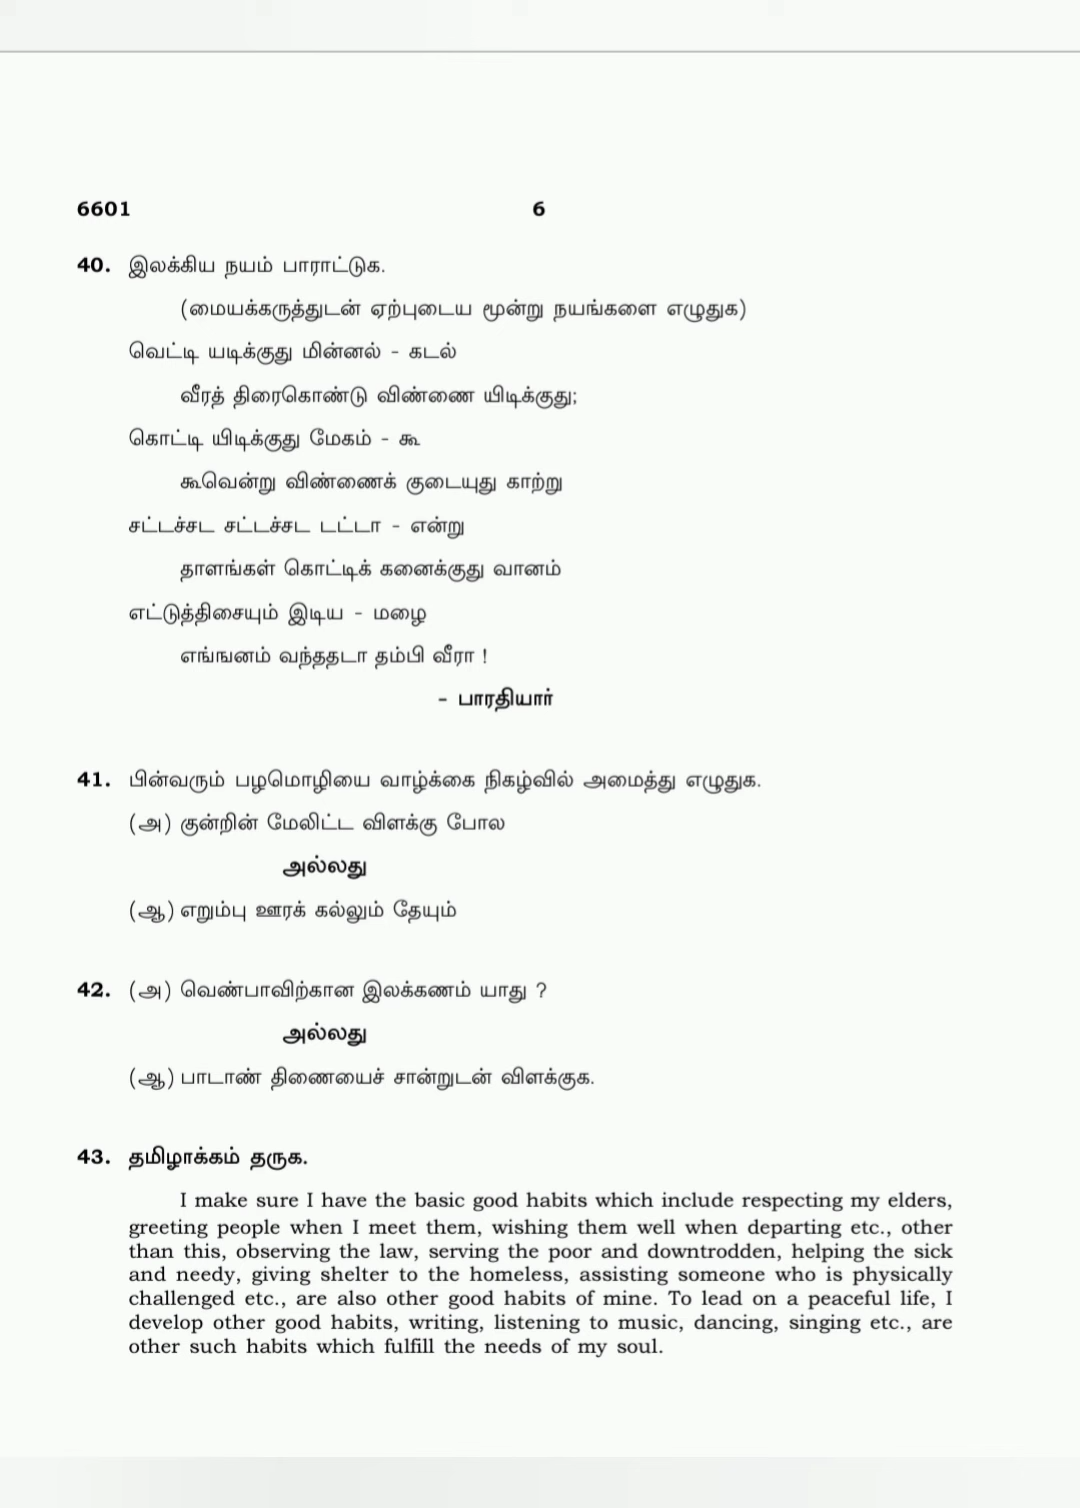 6601 6
40. இலக்கிய நயம் பாராட்டுக.
(மையக்கருத்துடன் ஏற்புடைய மூன்று நயங்களை எழுதுக)
வெட்டி யடிக்குது மின்னல் - கடல்
வீரத் திரைகொண்டு விண்ணை யிடிக்குது;
கொட்டி யிடிக்குது மேகம் - கூ
கூவென்று விண்ணைக் குடையுது காற்று
சட்டச்சட சட்டச்சட டட்டா - என்று
தாளங்கள் கொட்டிக் கனைக்குது வானம்
எட்டுத்திசையும் இடிய - மழை
எங்ஙனம் வந்ததடா தம்பி வீரா !
- பாரதியார்
41. பின்வரும் பழமொழியை வாழ்க்கை நிகழ்வில் அமைத்து எழுதுக.
(அ) குன்றின் மேலிட்ட விளக்கு போல
அல்லது
(ஆ) எறும்பு ஊரக் கல்லும் தேயும்
42. (அ) வெண்பாவிற்கான இலக்கணம் யாது ?
அல்லது
(ஆ) பாடாண் திணையைச் சான்றுடன் விளக்குக.
43. தமிழாக்கம் தருக.
I make sure I have the basic good habits which include respecting my elders,
greeting people when I meet them, wishing them well when departing etc., other
than this, observing the law, serving the poor and downtrodden, helping the sick
and needy, giving shelter to the homeless, assisting someone who is physically
challenged etc., are also other good habits of mine. To lead on a peaceful life, I
develop other good habits, writing, listening to music, dancing, singing etc., are
other such habits which fulfill the needs of my soul.